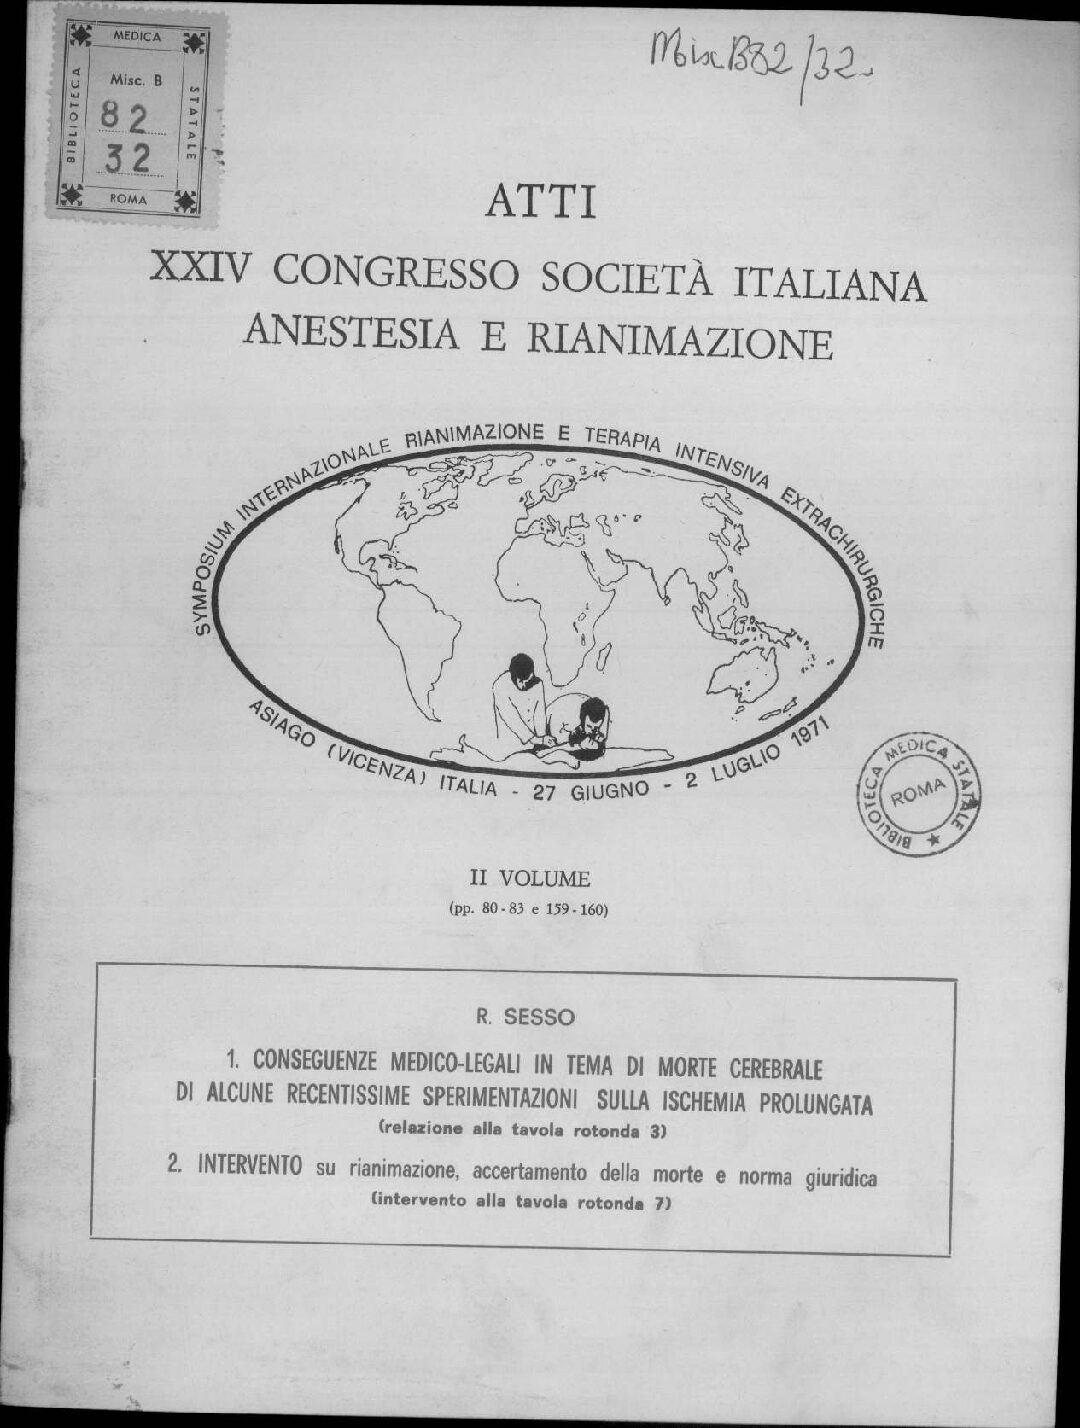 MEDICA
BIBLIOTECA
Misc. B
82
32
STATALE
ROMA
Misc B82/32
ATTI
XXIV CONGRESSO SOCIETÀ ITALIANA
ANESTESIA E RIANIMAZIONE
SYMPOSIUM INTERNAZIONALE RIANIMAZIONE E TERAPIA INTENSIVA EXTRACHIRURGICHE
ASIAGO (VICENZA) ITALIA - 27 GIUGNO - 2 LUGLIO 1971
BIBLIOTECA MEDICA STATALE
ROMA
II VOLUME
(pp. 80-83 e 159-160)
R. SESSO
1. CONSEGUENZE MEDICO-LEGALI IN TEMA DI MORTE CEREBRALE
DI ALCUNE RECENTISSIME SPERIMENTAZIONI SULLA ISCHEMIA PROLUNGATA
(relazione alla tavola rotonda 3)
2. INTERVENTO su rianimazione, accertamento della morte e norma giuridica
(intervento alla tavola rotonda 7)